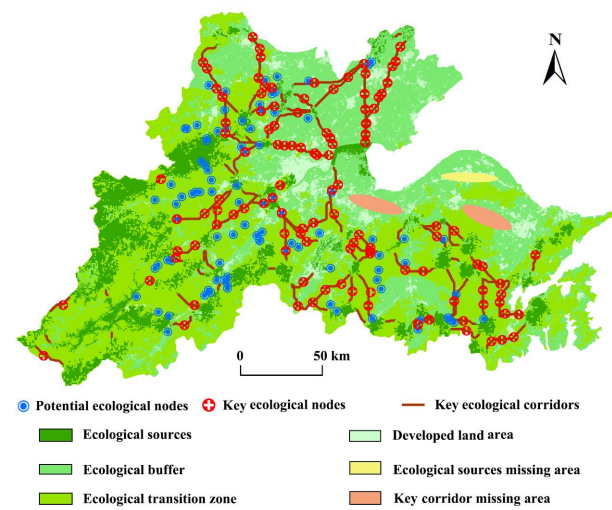 N
0 50 km
Potential ecological nodes Key ecological nodes Key ecological corridors
Ecological sources Developed land area
Ecological buffer Ecological sources missing area
Ecological transition zone Key corridor missing area